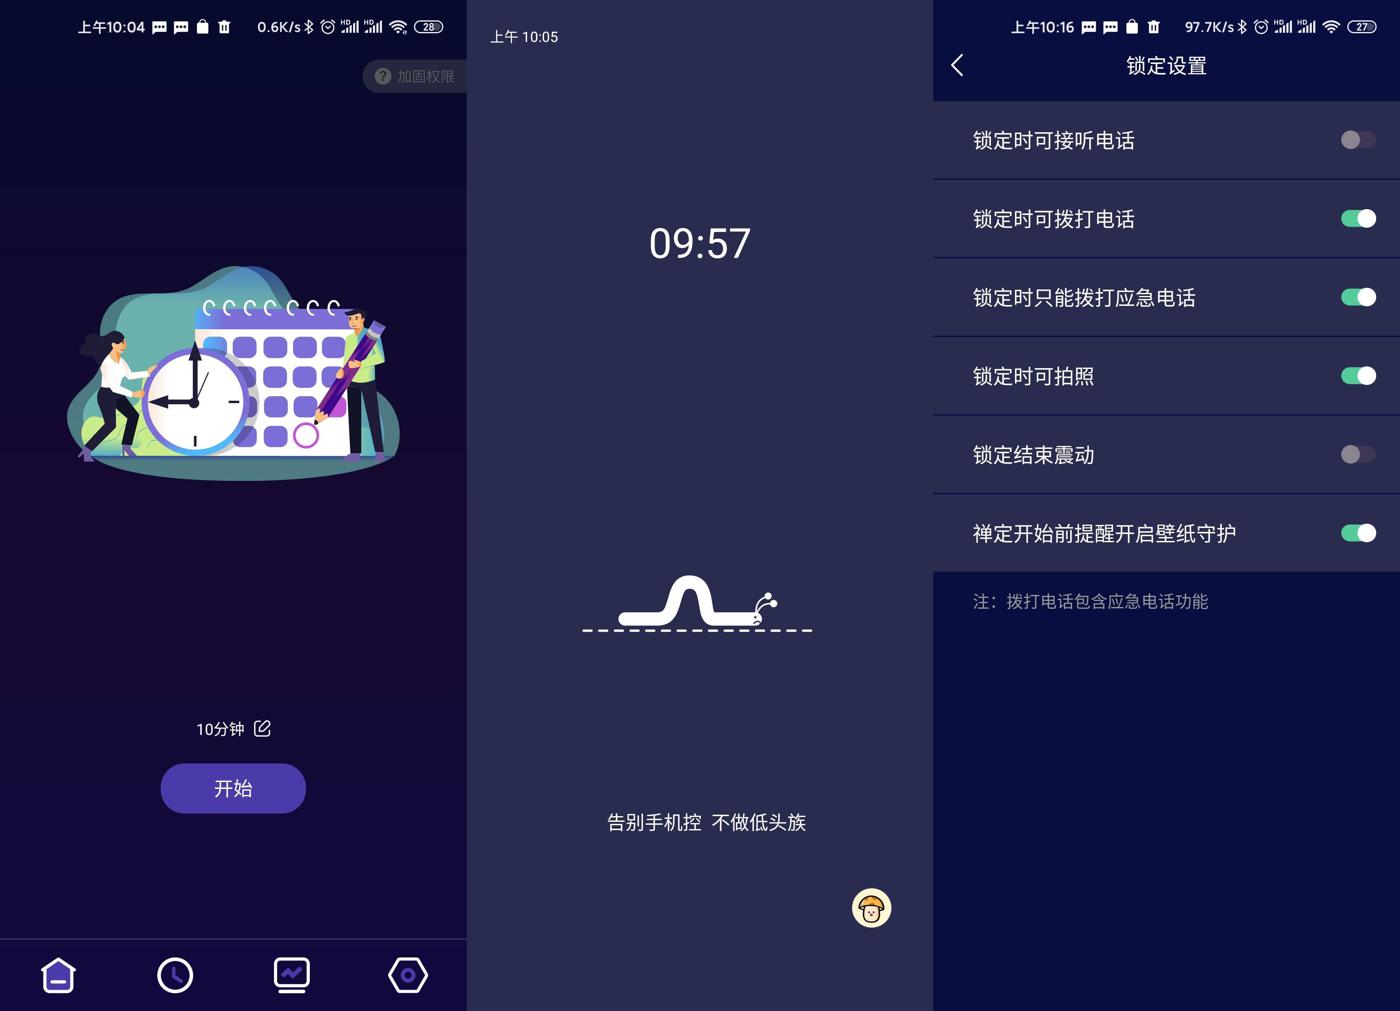 上午10:04
0.6K/s
HD
HD
28
加固权限
10分钟
开始
上午 10:05
09:57
告别手机控 不做低头族
上午10:16
97.7K/s
HD
HD
27
锁定设置
锁定时可接听电话
锁定时可拨打电话
锁定时只能拨打应急电话
锁定时可拍照
锁定结束震动
禅定开始前提醒开启壁纸守护
注：拨打电话包含应急电话功能